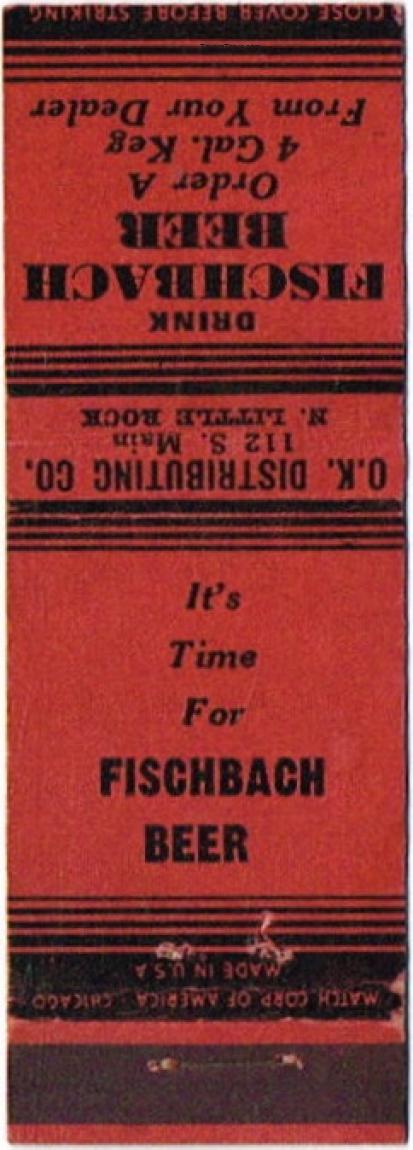 CLOSE COVER BEFORE STRIKING
DRINK
FISCHBACH
BEER
Order A
4 Gal. Keg
From Your Dealer
O.K. DISTRIBUTING CO.
112 S. Main
N. LITTLE ROCK
It's
Time
For
FISCHBACH
BEER
MATCH CORP OF AMERICA · CHICAGO
MADE IN U S A